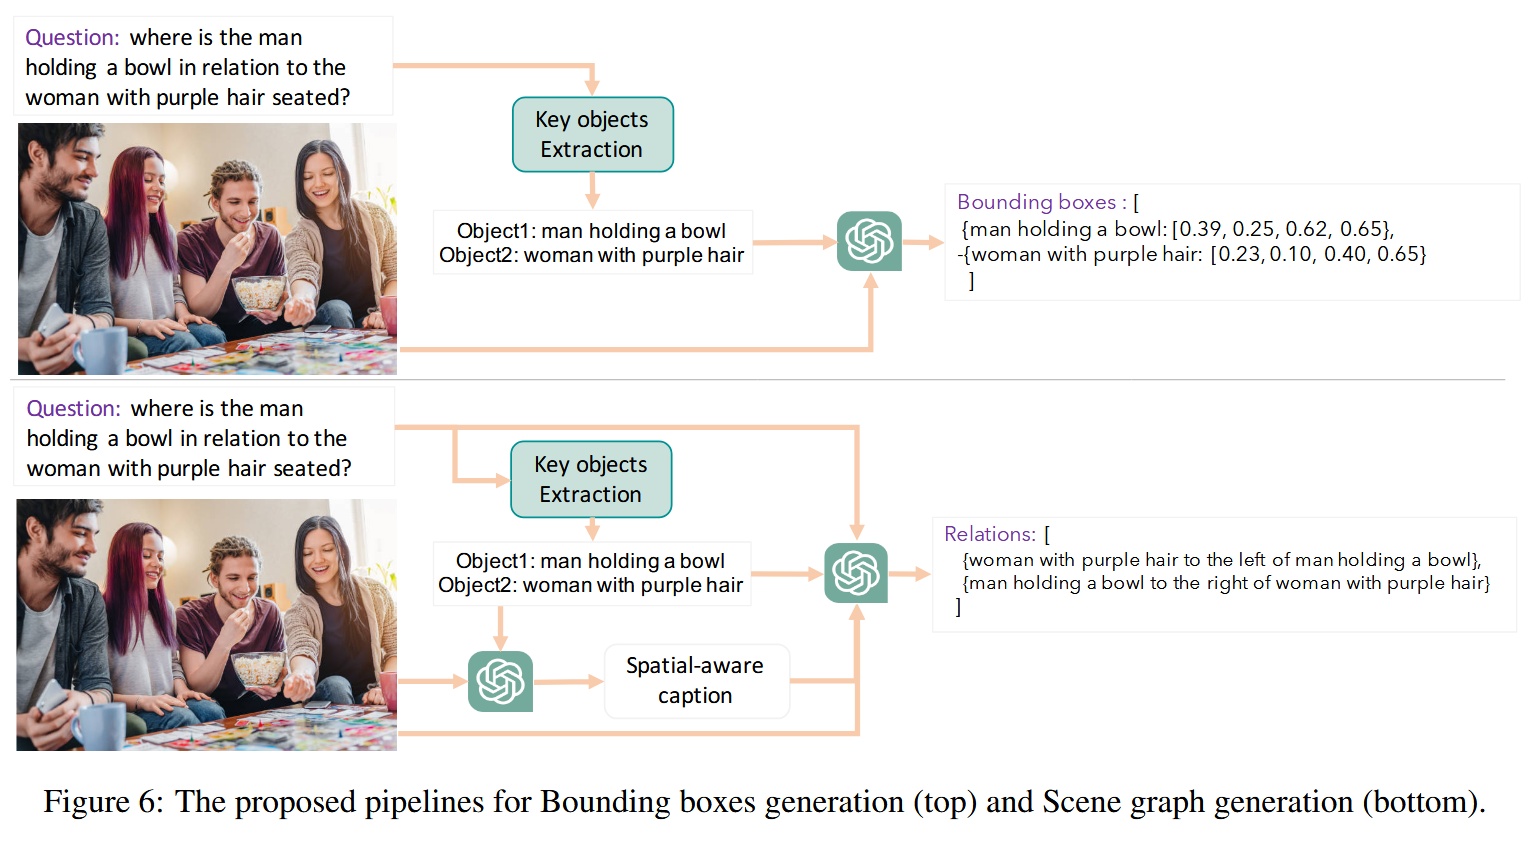 Question: where is the man
holding a bowl in relation to the
woman with purple hair seated?
Key objects
Extraction
Object1: man holding a bowl
Object2: woman with purple hair
Bounding boxes : [
{man holding a bowl: [0.39, 0.25, 0.62, 0.65},
-{woman with purple hair: [0.23, 0.10, 0.40, 0.65}
]
Question: where is the man
holding a bowl in relation to the
woman with purple hair seated?
Key objects
Extraction
Object1: man holding a bowl
Object2: woman with purple hair
Spatial-aware
caption
Relations: [
{woman with purple hair to the left of man holding a bowl},
{man holding a bowl to the right of woman with purple hair}
]
Figure 6: The proposed pipelines for Bounding boxes generation (top) and Scene graph generation (bottom).